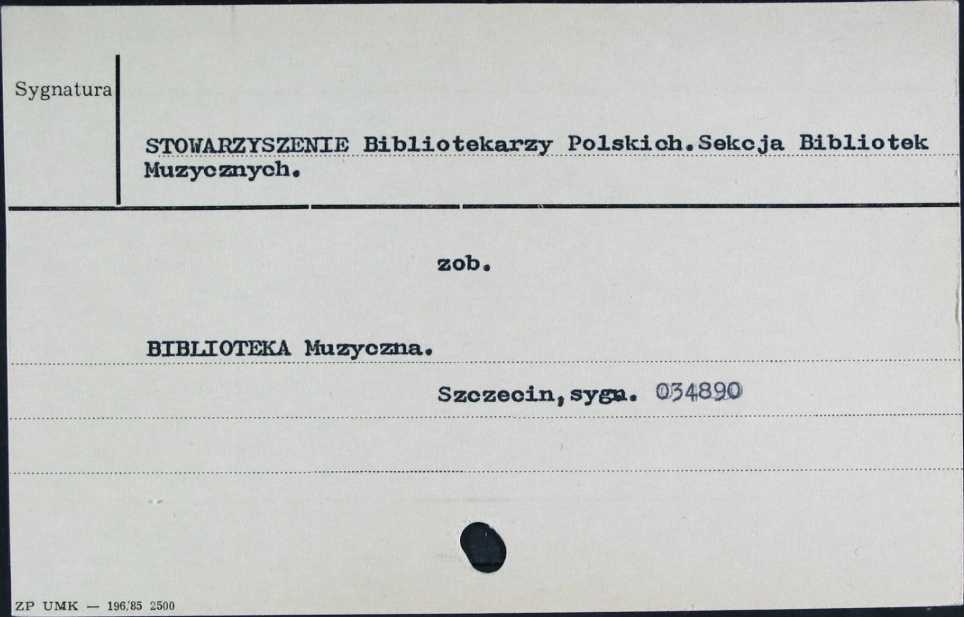 Sygnatura
STOWARZYSZENIE Bibliotekarzy Polskich.Sekcja Bibliotek
Muzycznych.
zob.
BIBLIOTEKA Muzyczna.
Szczecin,sygn. 034890
ZP UMK — 196/85 2500